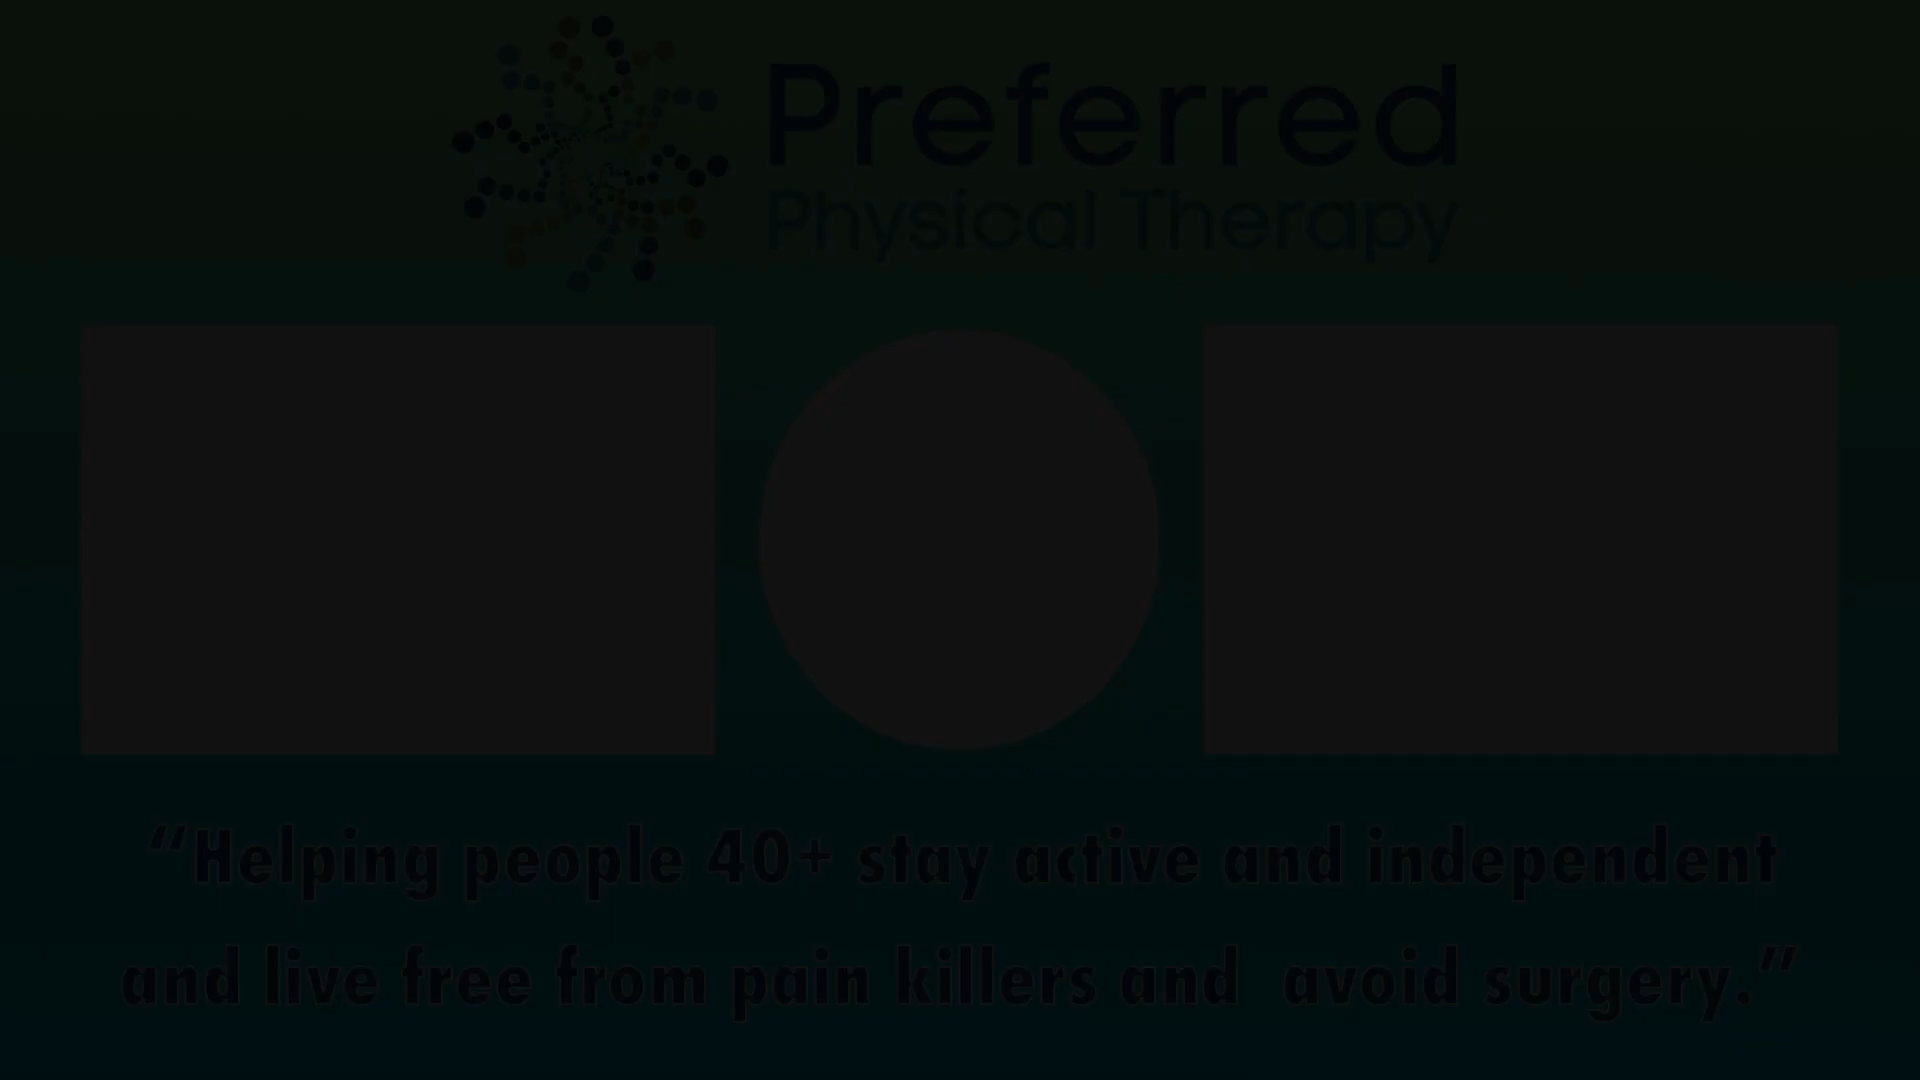 Preferred
Physical Therapy
“Helping people 40+ stay active and independent
and live free from pain killers and avoid surgery.”